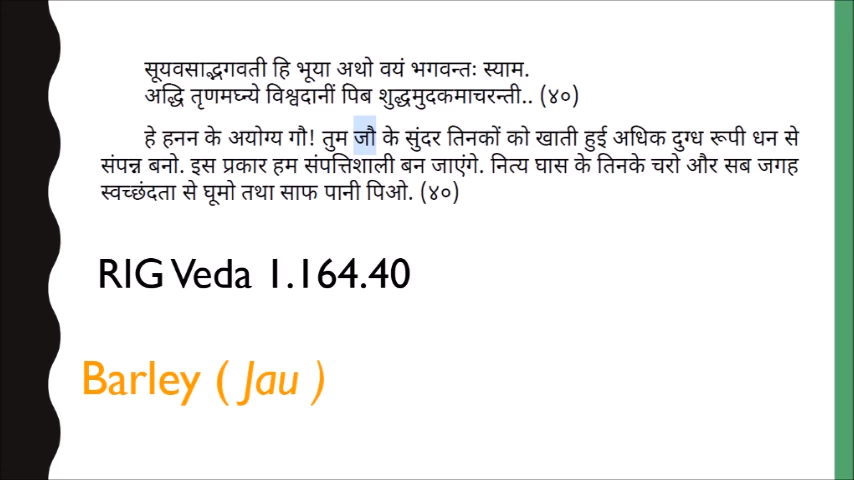 सूयवसाद्भगवती हि भूया अथो वयं भगवन्तः स्याम.
अद्धि तृणमघ्न्ये विश्वदानीं पिब शुद्धमुदकमाचरन्ती.. (४०)
हे हनन के अयोग्य गौ! तुम जौ के सुंदर तिनकों को खाती हुई अधिक दुग्ध रूपी धन से
संपन्न बनो. इस प्रकार हम संपत्तिशाली बन जाएंगे. नित्य घास के तिनके चरो और सब जगह
स्वच्छंदता से घूमो तथा साफ पानी पिओ. (४०)
RIG Veda 1.164.40
Barley ( Jau )